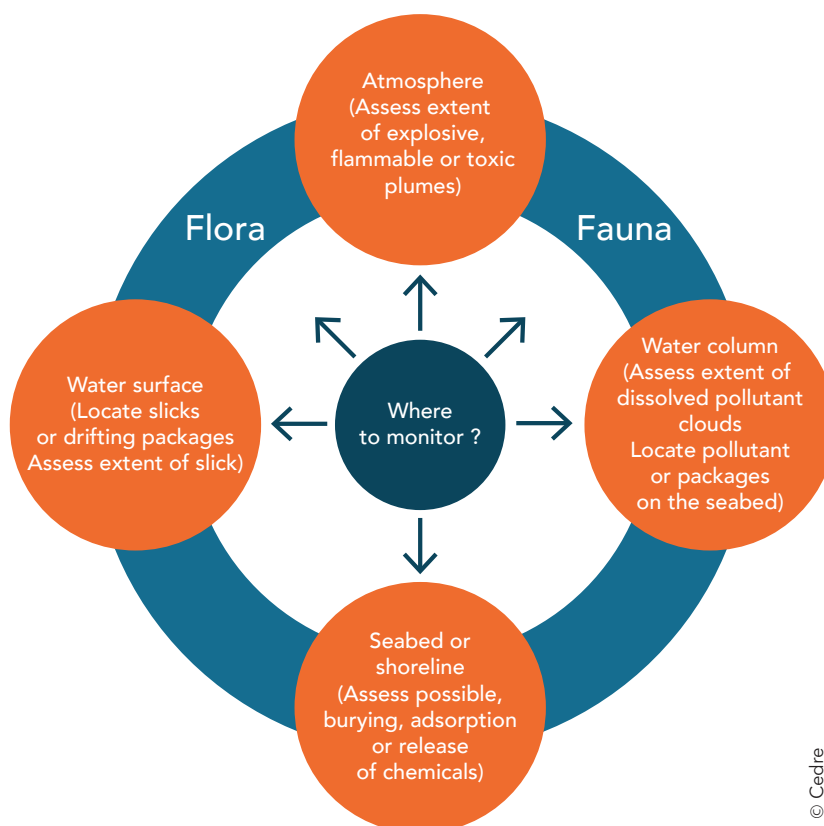 Atmosphere
(Assess extent
of explosive,
flammable or toxic
plumes)
Flora
Fauna
Water surface
(Locate slicks
or drifting packages
Assess extent of slick)
Where
to monitor ?
Water column
(Assess extent of
dissolved pollutant
clouds
Locate pollutant
or packages
on the seabed)
Seabed or
shoreline
(Assess possible,
burying, adsorption
or release
of chemicals)
© Cedre